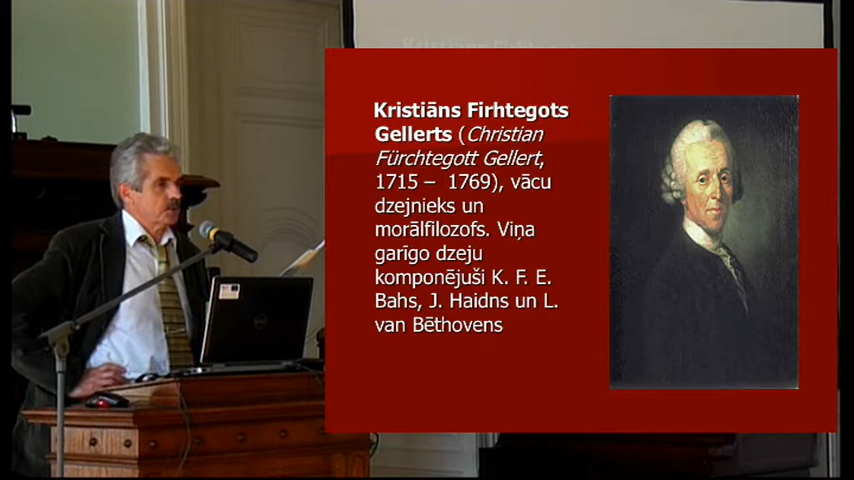 Kristiāns Firhtegots
Gellerts (Christian
Fürchtegott Gellert,
1715 – 1769), vācu
dzejnieks un
morālfilozofs. Viņa
garīgo dzeju
komponējuši K. F. E.
Bahs, J. Haidns un L.
van Bēthovens